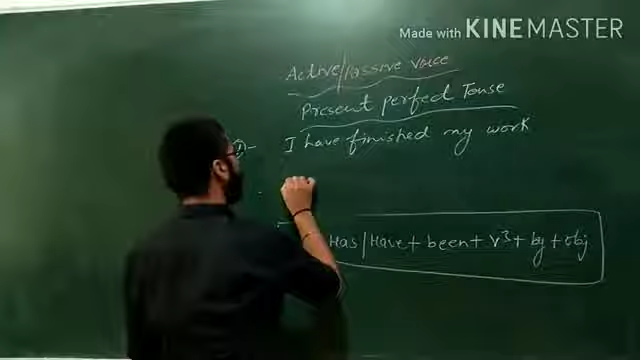 Made with KINEMASTER
Active/Passive Voice
Present perfect Tense
(1) - I have finished my work
Has/Have + been + v³ + by + obj